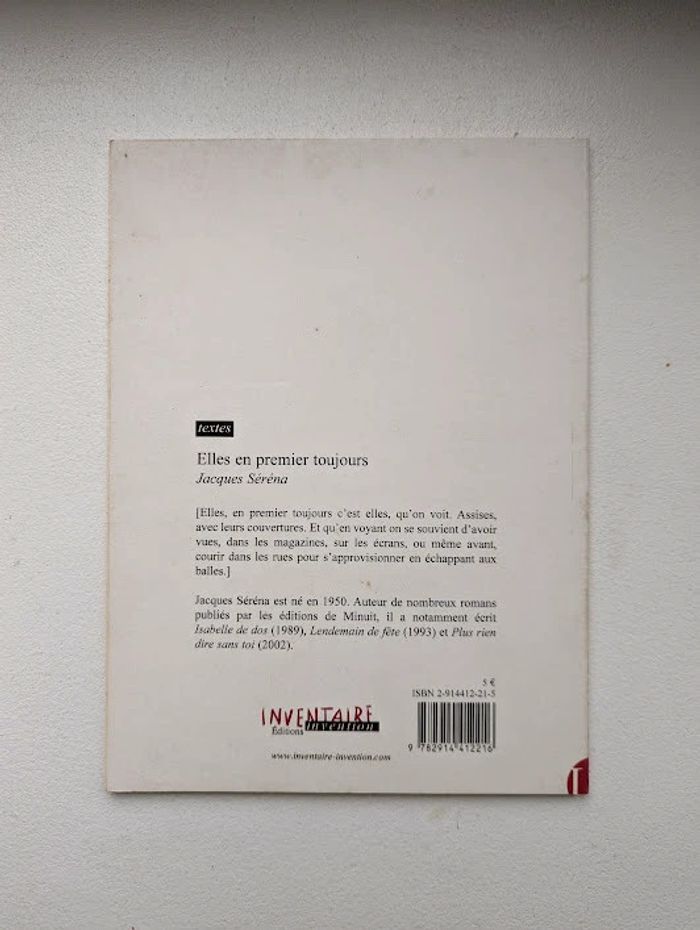 textes
Elles en premier toujours
Jacques Séréna
[Elles, en premier toujours c'est elles, qu'on voit. Assises,
avec leurs couvertures. Et qu'en voyant on se souvient d'avoir
vues, dans les magazines, sur les écrans, ou même avant,
courir dans les rues pour s'approvisionner en échappant aux
balles.]
Jacques Séréna est né en 1950. Auteur de nombreux romans
publiés par les éditions de Minuit, il a notamment écrit
Isabelle de dos (1989), Lendemain de fête (1993) et Plus rien
dire sans toi (2002).
5 €
ISBN 2-914412-21-5
INVENTAIRE
Éditions invention
9 782914 412216
www.inventaire-invention.com
I